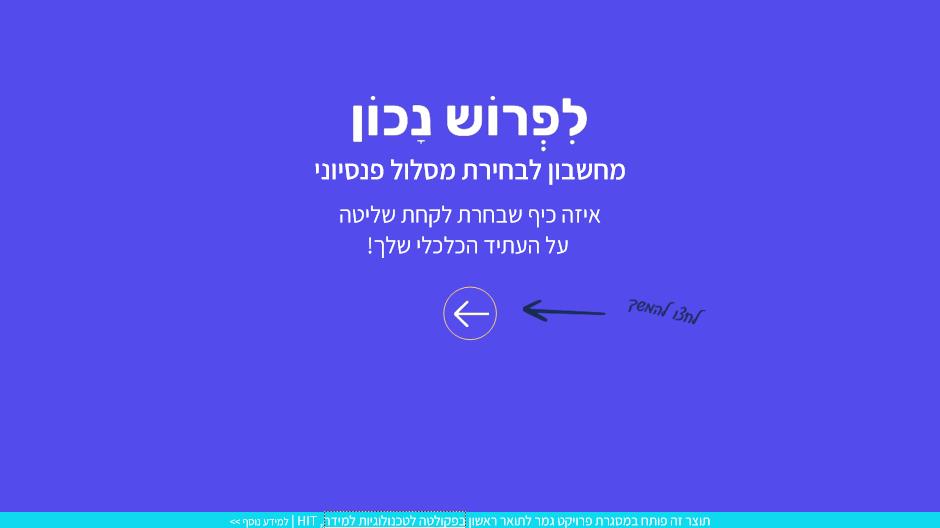 לִפְרוֹשׁ נָכוֹן
מחשבון לבחירת מסלול פנסיוני
איזה כיף שבחרת לקחת שליטה
על העתיד הכלכלי שלך!
לחצו להמשך
תוצר זה פותח במסגרת פרויקט גמר לתואר ראשון בפקולטה לטכנולוגיות למידה, HIT | למידע נוסף >>